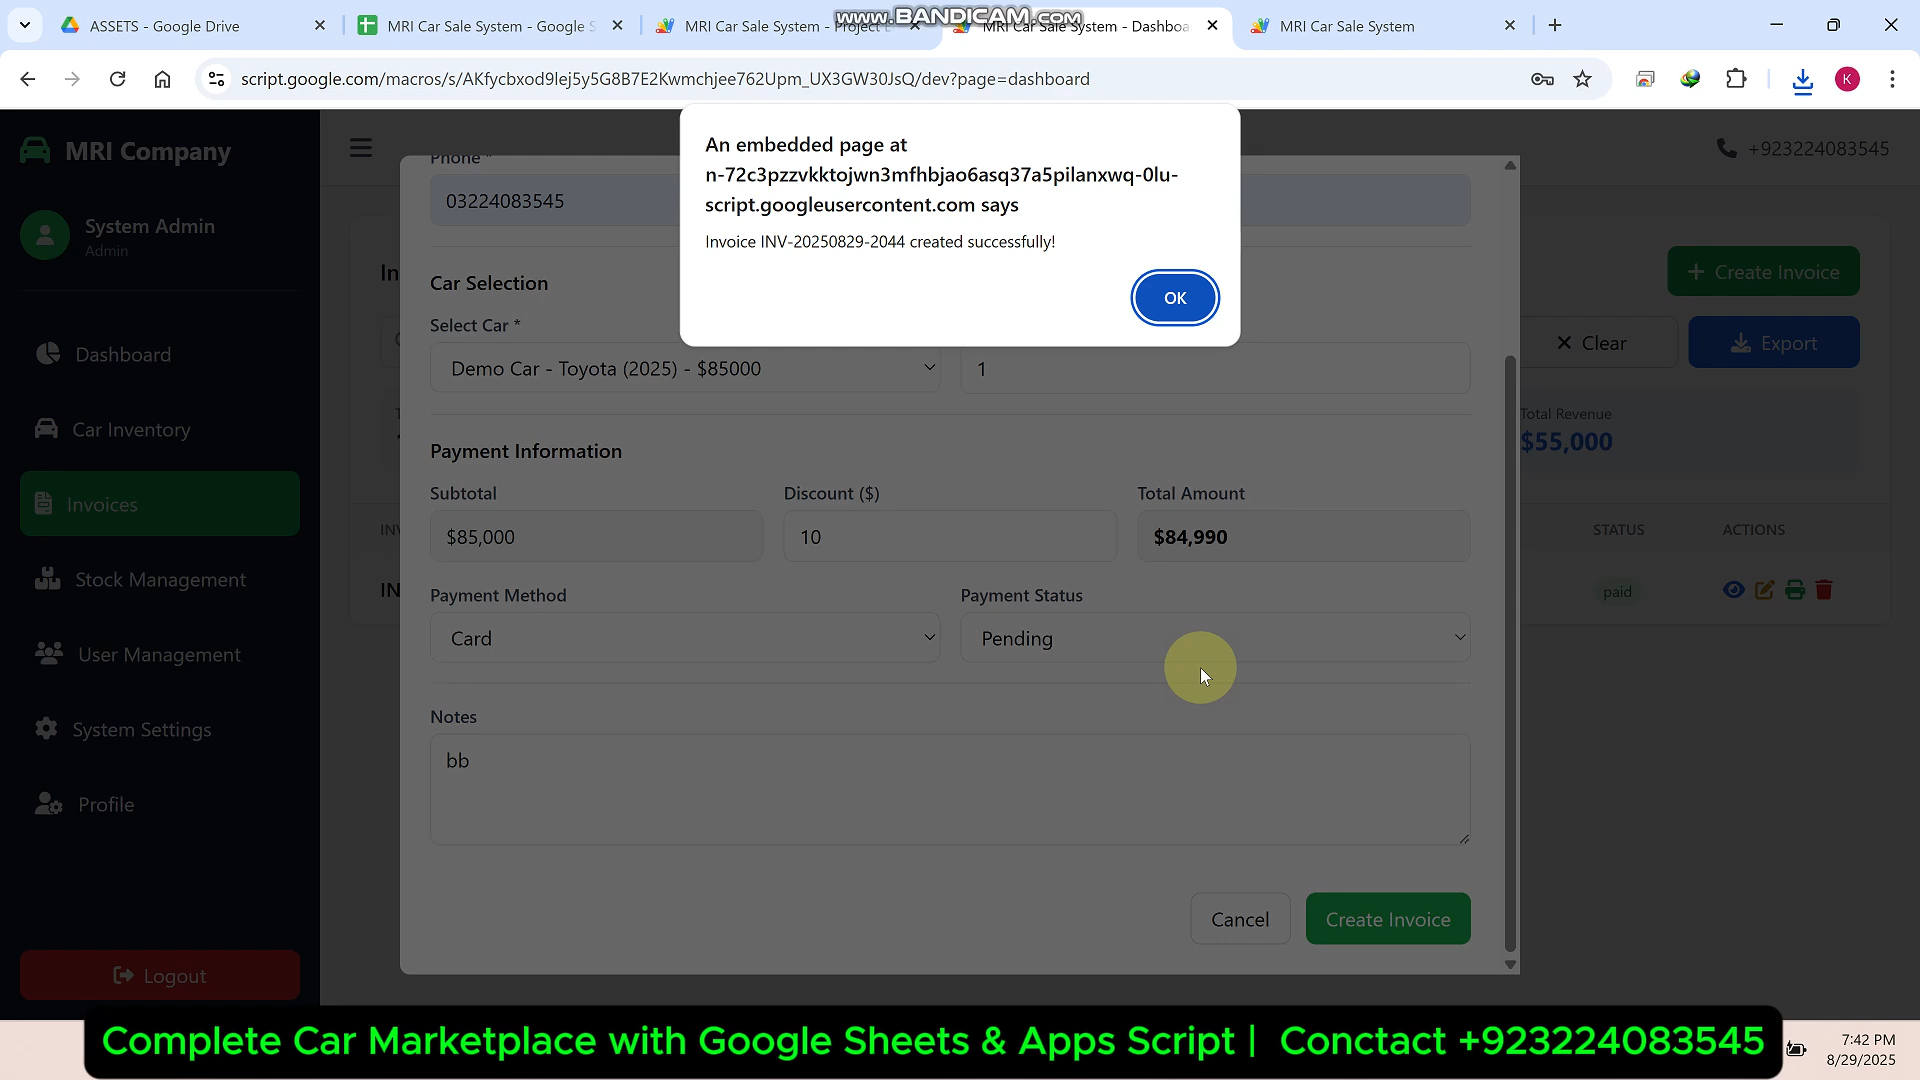 ASSETS - Google Drive
MRI Car Sale System - Google S
MRI Car Sale System - Project E
MRI Car Sale System - Dashboa
MRI Car Sale System
www.BANDICAM.com
script.google.com/macros/s/AKfycbxod9lej5y5G8B7E2Kwmchjee762Upm_UX3GW30JsQ/dev?page=dashboard
K
MRI Company
System Admin
Admin
Dashboard
Car Inventory
Invoices
Stock Management
User Management
System Settings
Profile
Logout
+923224083545
An embedded page at
n-72c3pzzvkktojwn3mfhbjao6asq37a5pilanxwq-0lu-
script.googleusercontent.com says
Invoice INV-20250829-2044 created successfully!
OK
In
Create Invoice
Clear
Export
Total Revenue
$55,000
INV
STATUS
ACTIONS
IN
paid
Phone *
03224083545
Car Selection
Select Car *
Demo Car - Toyota (2025) - $85000
1
Payment Information
Subtotal
Discount ($)
Total Amount
$85,000
10
$84,990
Payment Method
Payment Status
Card
Pending
Notes
bb
Cancel
Create Invoice
Complete Car Marketplace with Google Sheets & Apps Script | Conctact +923224083545
7:42 PM
8/29/2025